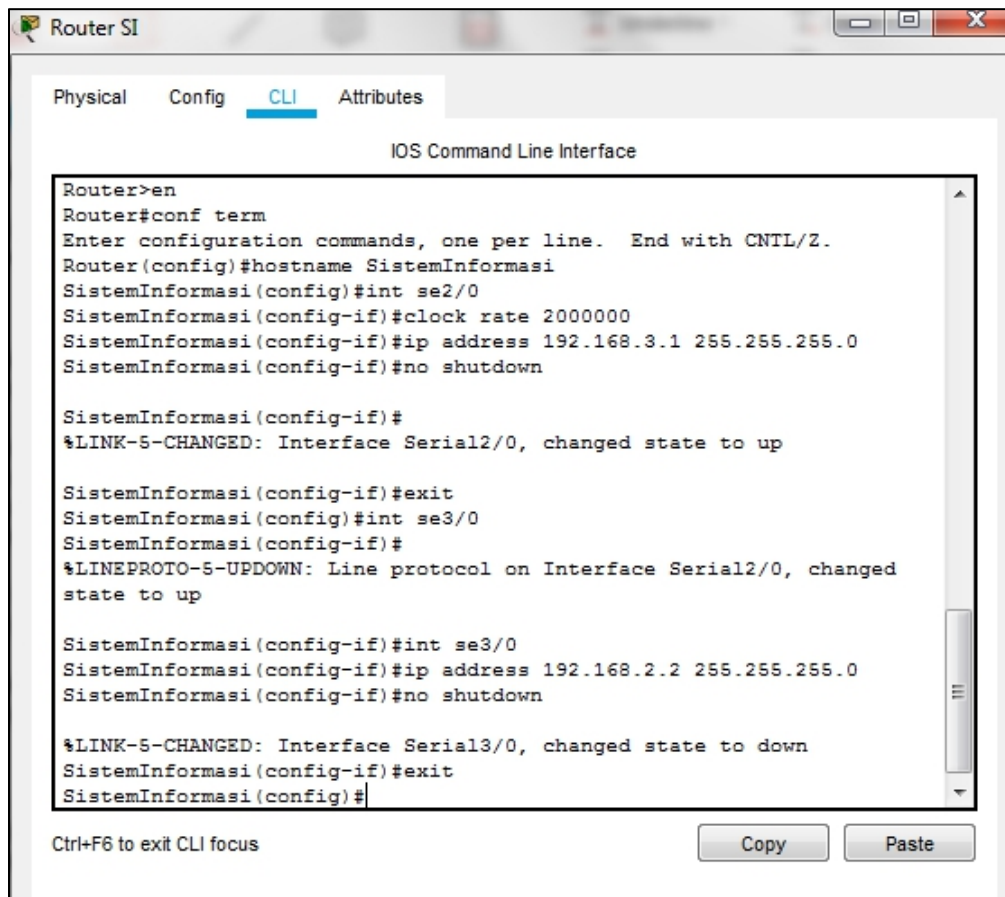 Router SI
Physical Config CLI Attributes
IOS Command Line Interface
Router>en
Router#conf term
Enter configuration commands, one per line.  End with CNTL/Z.
Router(config)#hostname SistemInformasi
SistemInformasi(config)#int se2/0
SistemInformasi(config-if)#clock rate 2000000
SistemInformasi(config-if)#ip address 192.168.3.1 255.255.255.0
SistemInformasi(config-if)#no shutdown
SistemInformasi(config-if)#
%LINK-5-CHANGED: Interface Serial2/0, changed state to up
SistemInformasi(config-if)#exit
SistemInformasi(config)#int se3/0
SistemInformasi(config-if)#
%LINEPROTO-5-UPDOWN: Line protocol on Interface Serial2/0, changed
state to up
SistemInformasi(config-if)#int se3/0
SistemInformasi(config-if)#ip address 192.168.2.2 255.255.255.0
SistemInformasi(config-if)#no shutdown
%LINK-5-CHANGED: Interface Serial3/0, changed state to down
SistemInformasi(config-if)#exit
SistemInformasi(config)#
Ctrl+F6 to exit CLI focus
Copy Paste